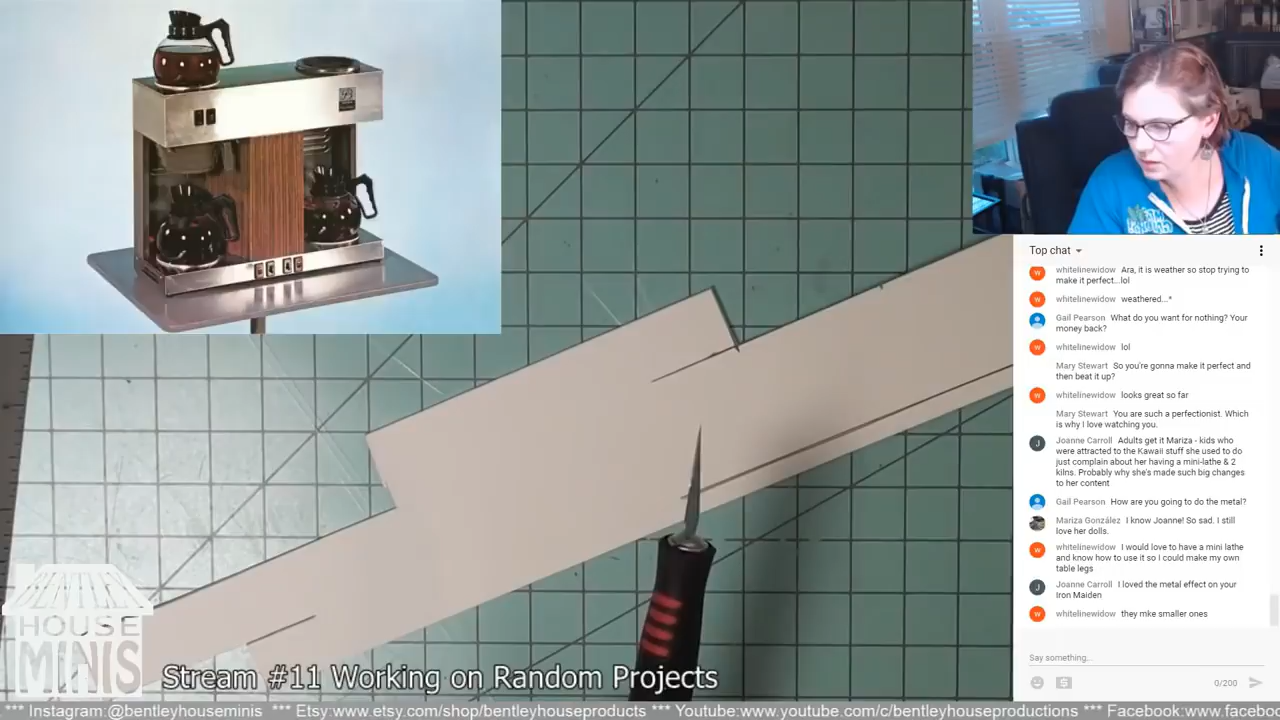 Top chat
whitelinewidow Ara, it is weather so stop trying to
make it perfect...lol
whitelinewidow weathered...*
Gail Pearson What do you want for nothing? Your
money back?
whitelinewidow lol
Mary Stewart So you're gonna make it perfect and
then beat it up?
whitelinewidow looks great so far
Mary Stewart You are such a perfectionist. Which
is why I love watching you.
Joanne Carroll Adults get it Mariza - kids who
were attracted to the Kawaii stuff she used to do
just complain about her having a mini-lathe & 2
kilns. Probably why she's made such big changes
to her content
Gail Pearson How are you going to do the metal?
Mariza González I know Joanne! So sad. I still
love her dolls.
whitelinewidow I would love to have a mini lathe
and know how to use it so I could make my own
table legs
Joanne Carroll I loved the metal effect on your
Iron Maiden
whitelinewidow they mke smaller ones
Say something...
0/200
HOUSE
MINIS
Stream #11 Working on Random Projects
*** Instagram:@bentleyhouseminis *** Etsy:www.etsy.com/shop/bentleyhouseproducts *** Youtube:www.youtube.com/c/bentleyhouseproductions *** Facebook:www.faceboo